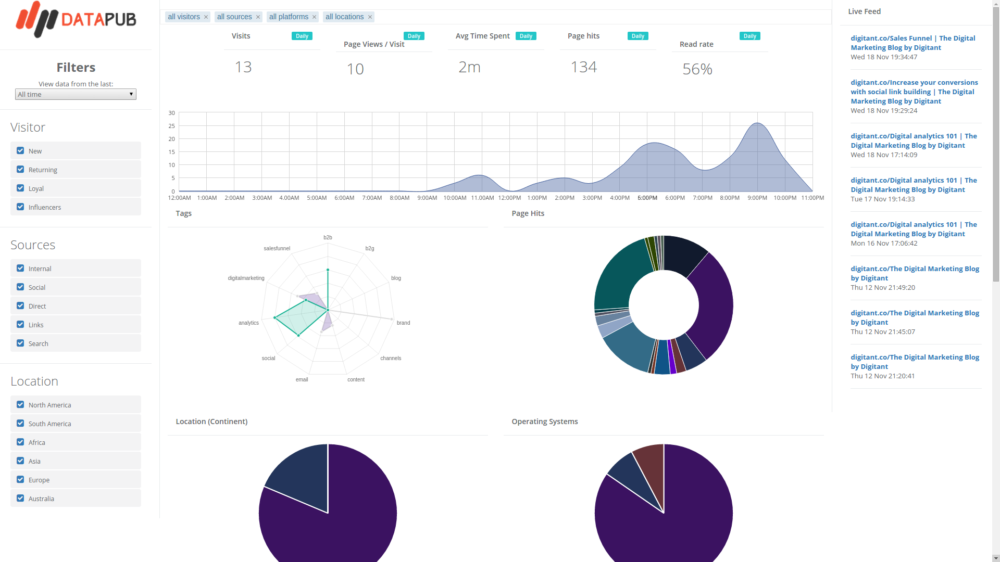 DATAPUB
Filters
View data from the last:
All time
Visitor
New
Returning
Loyal
Influencers
Sources
Internal
Social
Direct
Links
Search
Location
North America
South America
Africa
Asia
Europe
Australia
all visitors × all sources × all platforms × all locations ×
Visits Daily
13
Daily
Page Views / Visit
10
Avg Time Spent Daily
2m
Page hits Daily
134
Daily
Read rate
56%
30
25
20
15
10
5
0
12:00AM 1:00AM 2:00AM 3:00AM 4.00AM 5:00AM 6:00AM 7:00AM 8:00AM 9:00AM 10:00AM 11:00AM 12:00PM 1:00PM 2:00PM 3:00PM 4:00PM 5:00PM 6:00PM 7:00PM 8:00PM 9:00PM 10:00PM 11:00PM
Tags
b2b
b2g
blog
brand
channels
content
email
social
analytics
digitalmarketing
salesfunnel
Page Hits
Location (Continent)
Operating Systems
Live Feed
digitant.co/Sales Funnel | The Digital
Marketing Blog by Digitant
Wed 18 Nov 19:34:47
digitant.co/Increase your conversions
with social link building | The Digital
Marketing Blog by Digitant
Wed 18 Nov 19:29:24
digitant.co/Digital analytics 101 | The
Digital Marketing Blog by Digitant
Wed 18 Nov 17:14:09
digitant.co/Digital analytics 101 | The
Digital Marketing Blog by Digitant
Tue 17 Nov 19:14:33
digitant.co/Digital analytics 101 | The
Digital Marketing Blog by Digitant
Mon 16 Nov 17:06:42
digitant.co/The Digital Marketing Blog
by Digitant
Thu 12 Nov 21:49:20
digitant.co/The Digital Marketing Blog
by Digitant
Thu 12 Nov 21:45:07
digitant.co/The Digital Marketing Blog
by Digitant
Thu 12 Nov 21:20:41